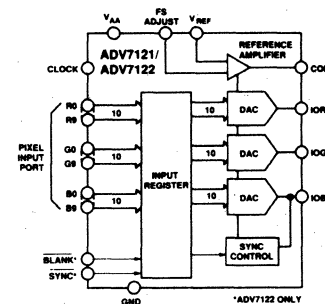 FS
ADJUST
VAA
VREF
REFERENCE
AMPLIFIER
ADV7121/
ADV7122
CLOCK
COM
R0
R9
10
10
DAC
IOR
PIXEL
INPUT
PORT
G0
G9
10
INPUT
REGISTER
10
DAC
IOG
B0
B9
10
10
DAC
IOB
BLANK*
SYNC*
SYNC
CONTROL
GND
*ADV7122 ONLY